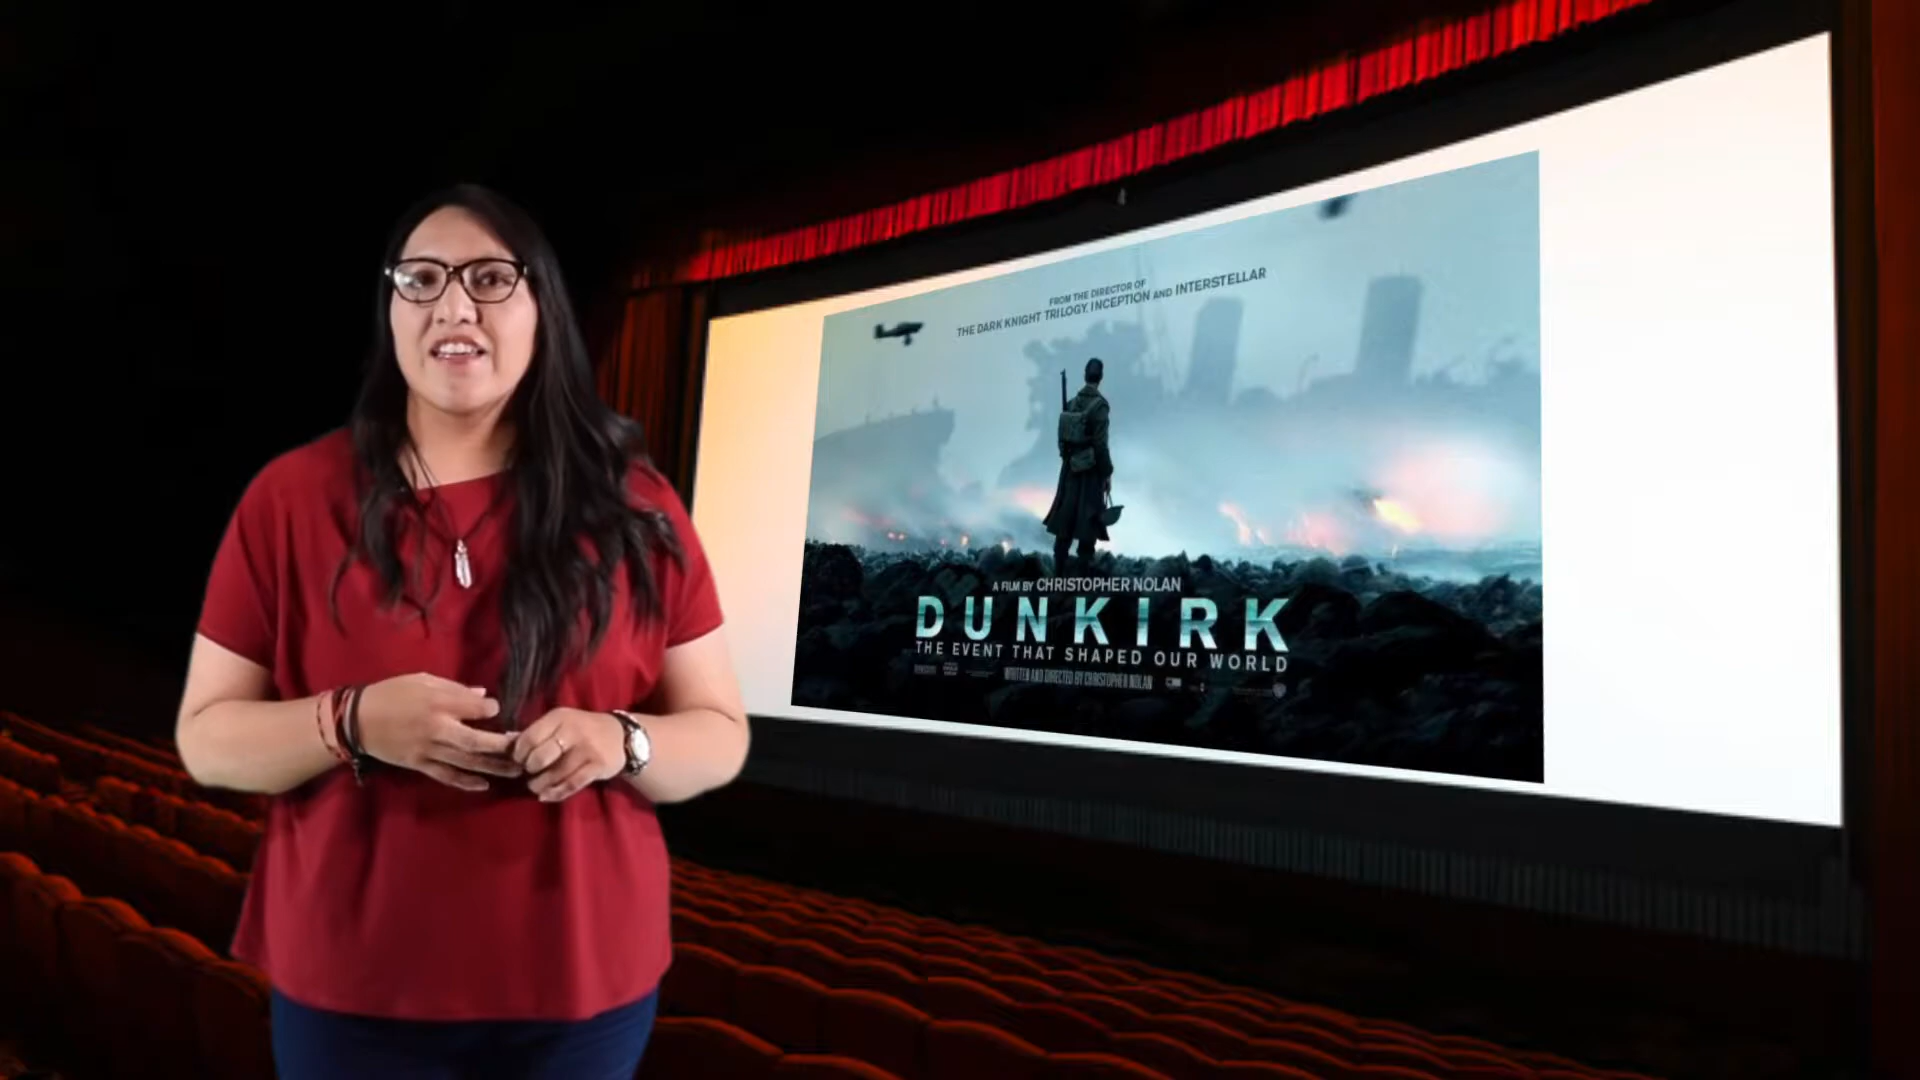 FROM THE DIRECTOR OF
THE DARK KNIGHT TRILOGY, INCEPTION AND INTERSTELLAR
A FILM BY CHRISTOPHER NOLAN
DUNKIRK
THE EVENT THAT SHAPED OUR WORLD
WRITTEN AND DIRECTED BY CHRISTOPHER NOLAN